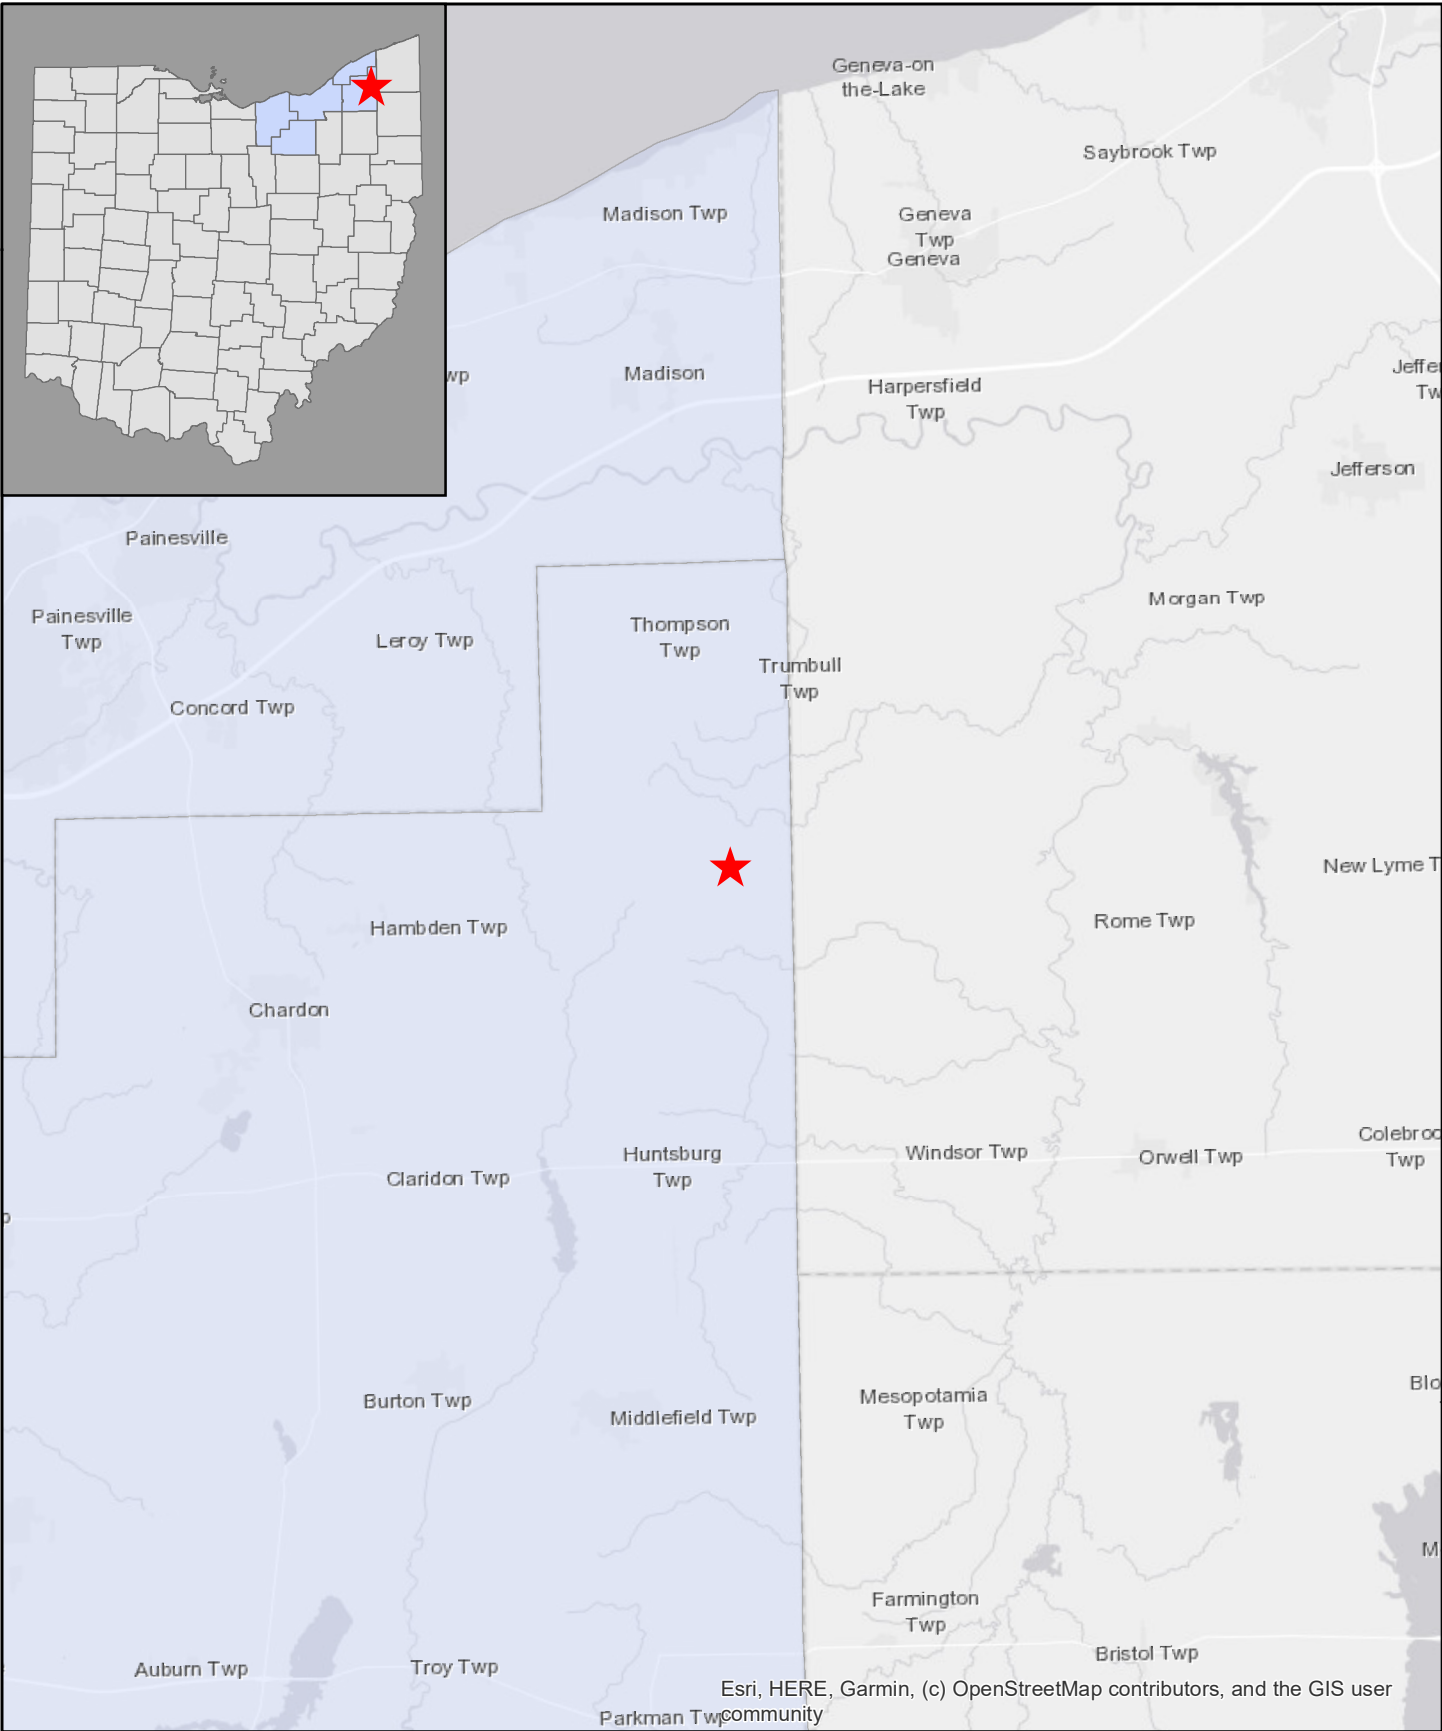 Geneva-on
the-Lake
Saybrook Twp
Madison Twp
Geneva
Twp
Geneva
Madison
wp
Harpersfield
Twp
Jeffer
Tw
Jefferson
Painesville
Morgan Twp
Painesville
Twp
Leroy Twp
Thompson
Twp
Trumbull
Twp
Concord Twp
New Lyme T
Rome Twp
Hambden Twp
Chardon
Colebroo
Twp
Windsor Twp
Orwell Twp
Huntsburg
Twp
Claridon Twp
p
Blo
Mesopotamia
Twp
Burton Twp
Middlefield Twp
M
Farmington
Twp
Bristol Twp
Auburn Twp
Troy Twp
Parkman Twp
Esri, HERE, Garmin, (c) OpenStreetMap contributors, and the GIS user
community